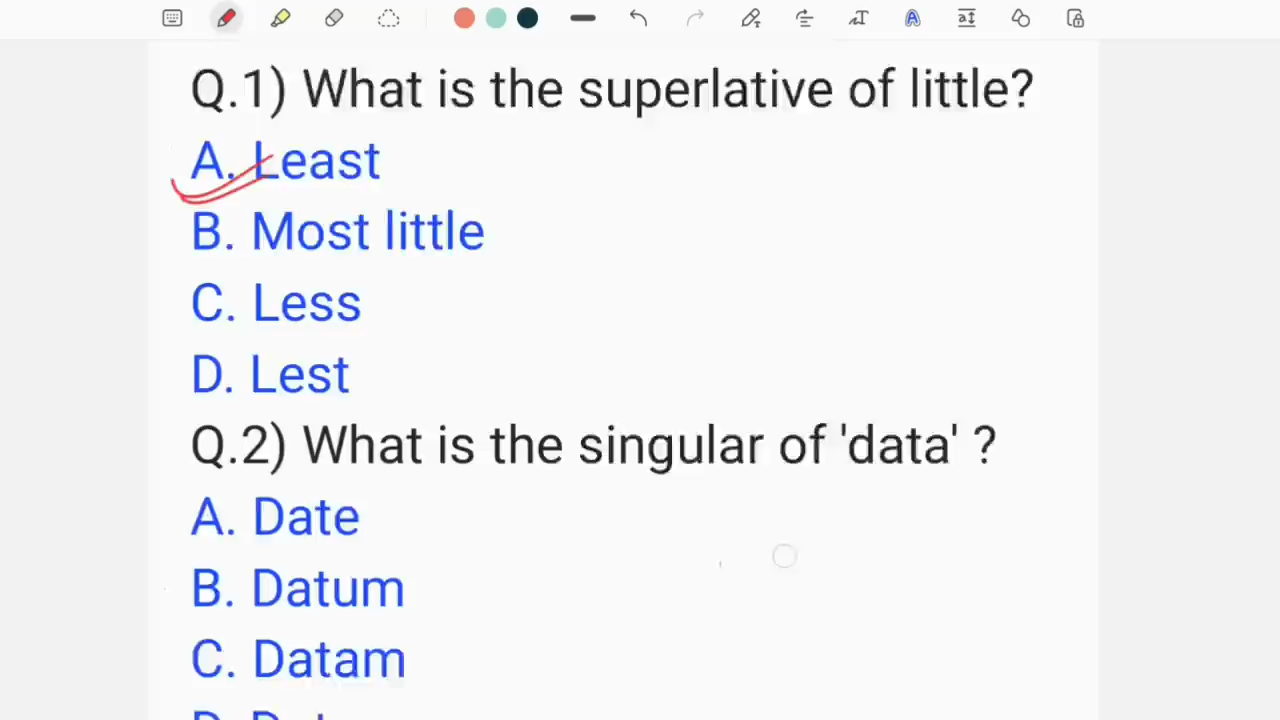 Q.1) What is the superlative of little?
A. Least
B. Most little
C. Less
D. Lest
Q.2) What is the singular of 'data' ?
A. Date
B. Datum
C. Datam